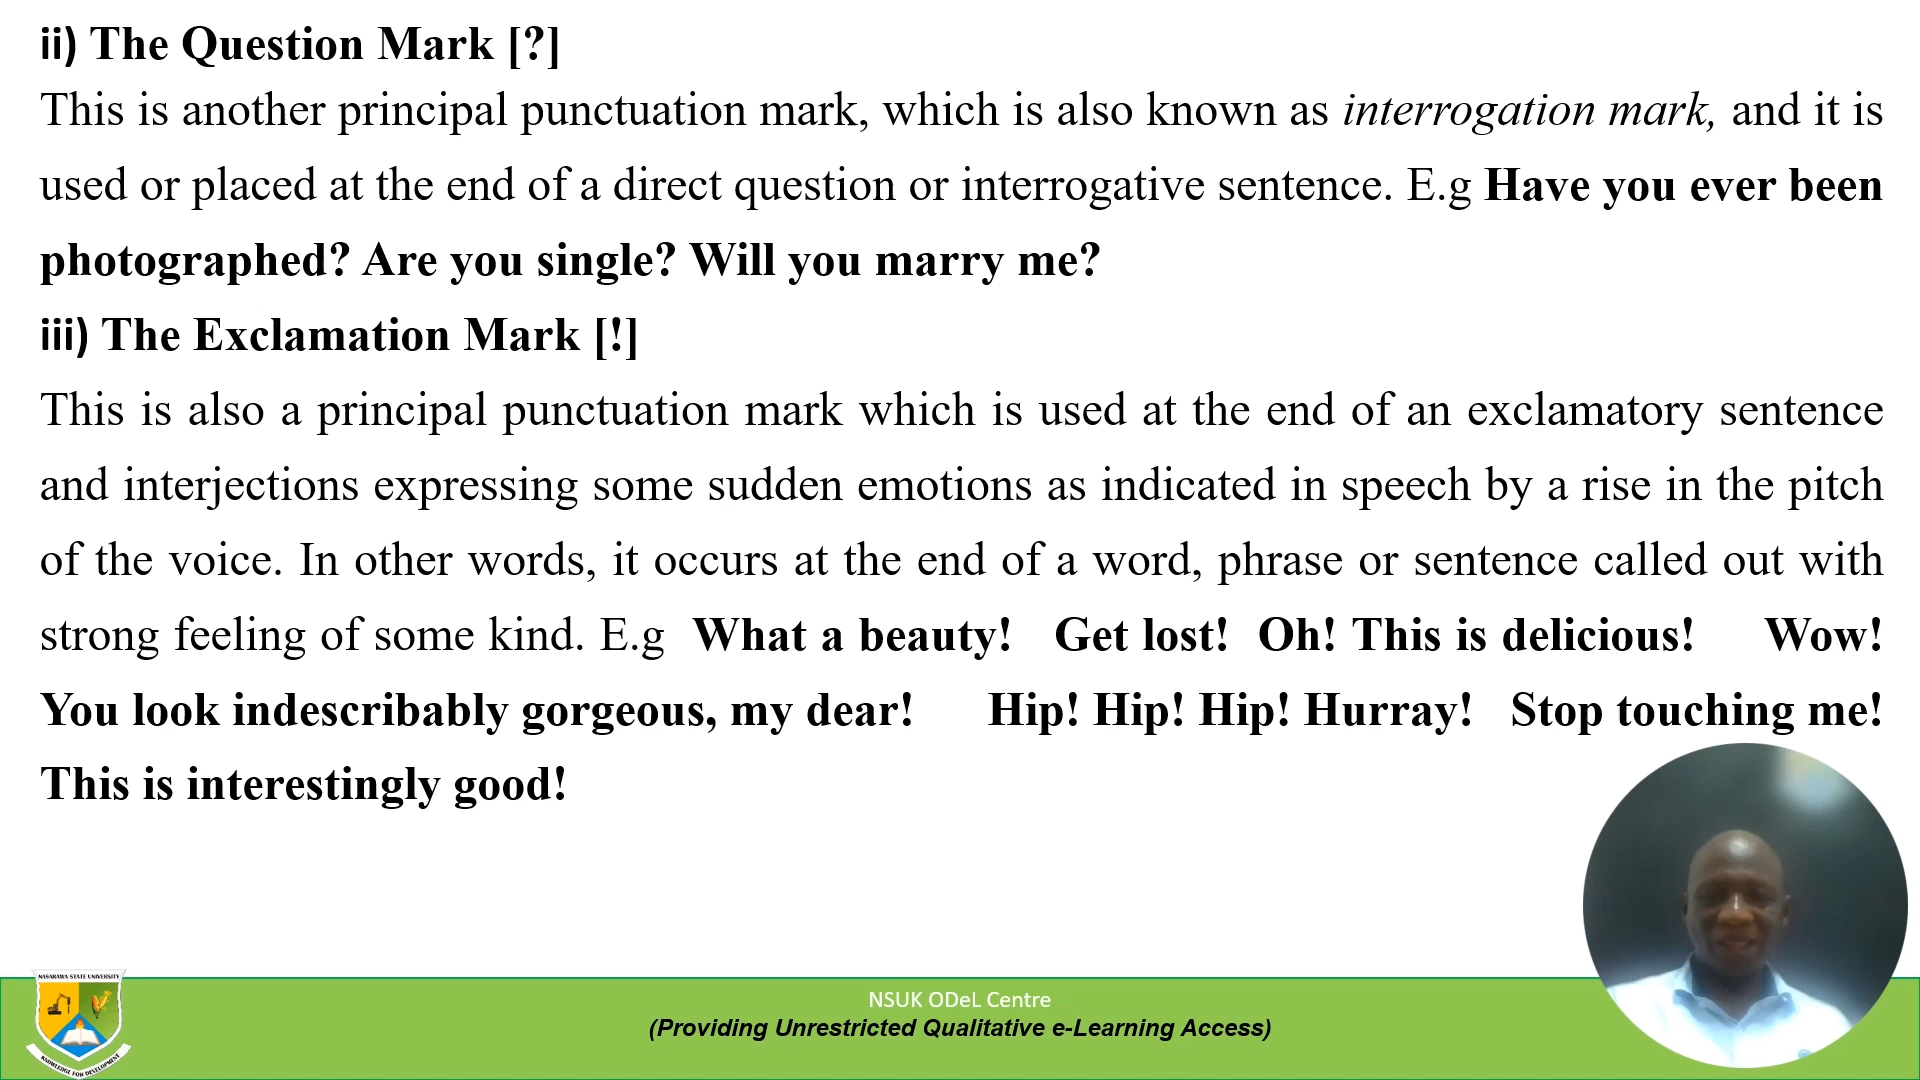 ii) The Question Mark [?]
This is another principal punctuation mark, which is also known as interrogation mark, and it is
used or placed at the end of a direct question or interrogative sentence. E.g Have you ever been
photographed? Are you single? Will you marry me?
iii) The Exclamation Mark [!]
This is also a principal punctuation mark which is used at the end of an exclamatory sentence
and interjections expressing some sudden emotions as indicated in speech by a rise in the pitch
of the voice. In other words, it occurs at the end of a word, phrase or sentence called out with
strong feeling of some kind. E.g What a beauty! Get lost! Oh! This is delicious! Wow!
You look indescribably gorgeous, my dear! Hip! Hip! Hip! Hurray! Stop touching me!
This is interestingly good!
NASARAWA STATE UNIVERSITY
KNOWLEDGE FOR DEVELOPMENT
NSUK ODeL Centre
(Providing Unrestricted Qualitative e-Learning Access)